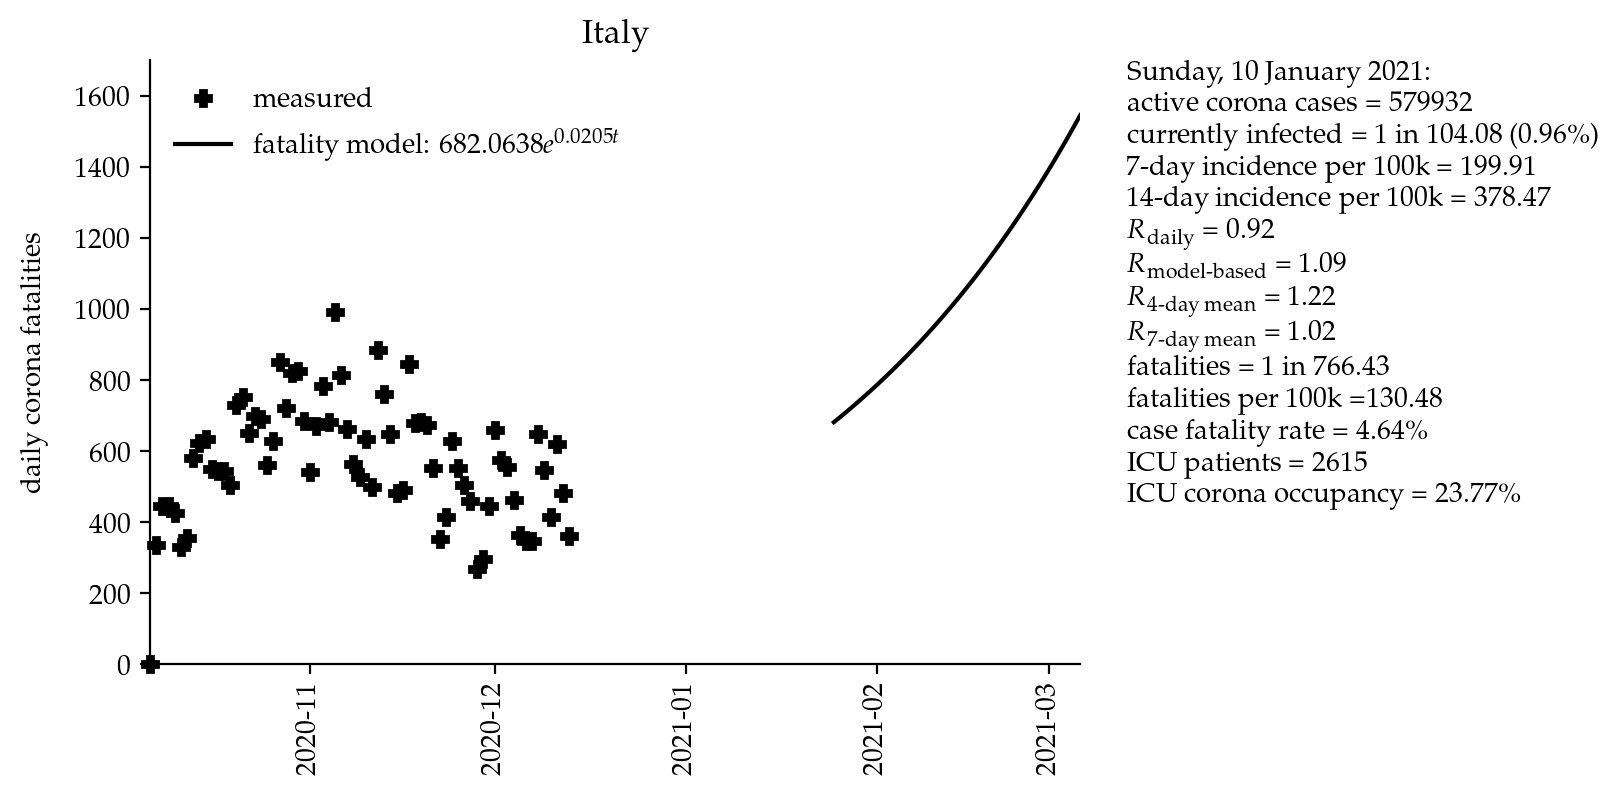 Italy
1600
1400
1200
1000
800
600
400
200
0
daily corona fatalities
measured
fatality model: 682.0638e^0.0205t
2020-11
2020-12
2021-01
2021-02
2021-03
Sunday, 10 January 2021:
active corona cases = 579932
currently infected = 1 in 104.08 (0.96%)
7-day incidence per 100k = 199.91
14-day incidence per 100k = 378.47
R_daily = 0.92
R_model-based = 1.09
R_4-day mean = 1.22
R_7-day mean = 1.02
fatalities = 1 in 766.43
fatalities per 100k =130.48
case fatality rate = 4.64%
ICU patients = 2615
ICU corona occupancy = 23.77%